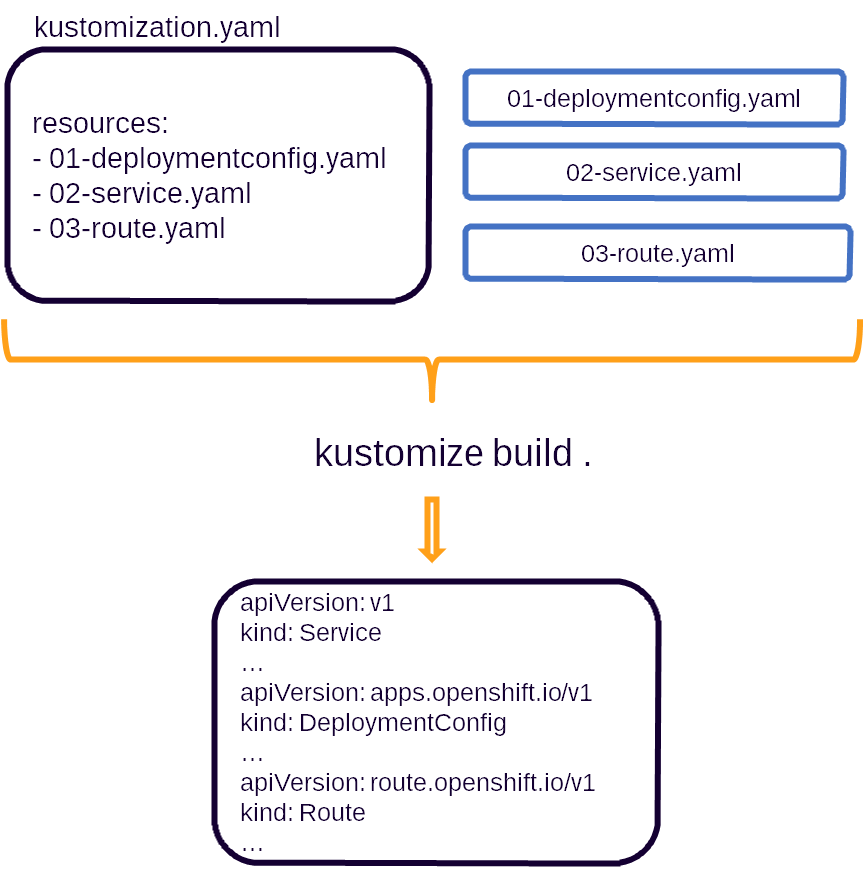 kustomization.yaml
resources:
- 01-deploymentconfig.yaml
- 02-service.yaml
- 03-route.yaml
01-deploymentconfig.yaml
02-service.yaml
03-route.yaml
kustomize build .
apiVersion: v1
kind: Service
...
apiVersion: apps.openshift.io/v1
kind: DeploymentConfig
...
apiVersion: route.openshift.io/v1
kind: Route
...